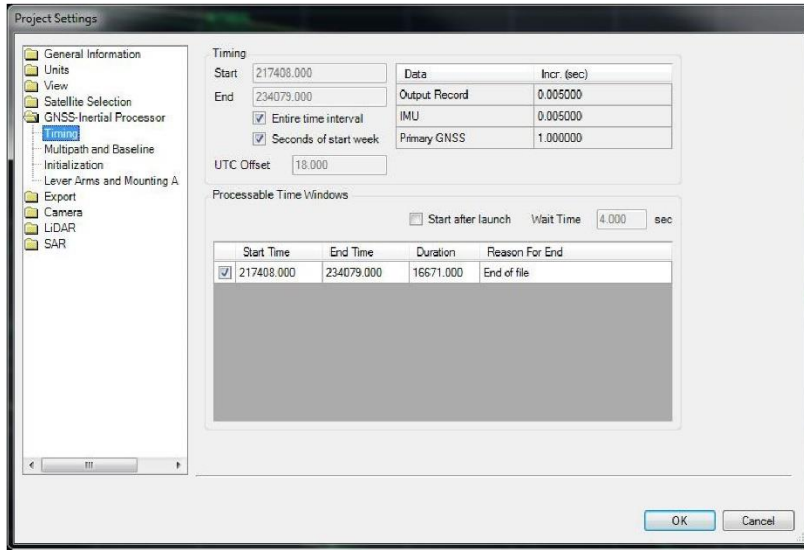 Project Settings
General Information
Units
View
Satellite Selection
GNSS-Inertial Processor
Timing
Multipath and Baseline
Initialization
Lever Arms and Mounting A
Export
Camera
LiDAR
SAR
Timing
Start 217408.000
End 234079.000
Entire time interval
Seconds of start week
UTC Offset 18.000
Data Incr. (sec)
Output Record 0.005000
IMU 0.005000
Primary GNSS 1.000000
Processable Time Windows
Start after launch Wait Time 4.000 sec
Start Time End Time Duration Reason For End
217408.000 234079.000 16671.000 End of file
OK Cancel